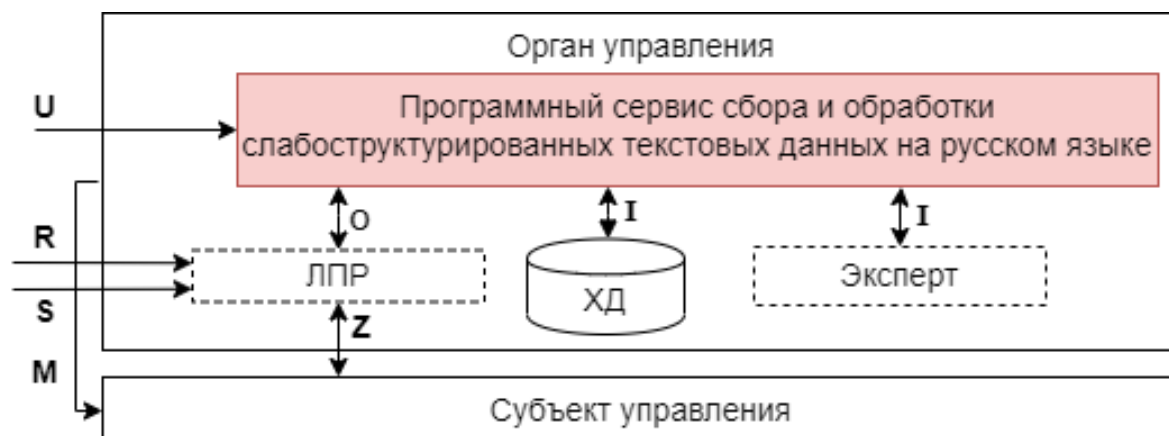 Орган управления
U
Программный сервис сбора и обработки
слабоструктурированных текстовых данных на русском языке
O
I
I
R
ЛПР
ХД
Эксперт
S
Z
M
Субъект управления